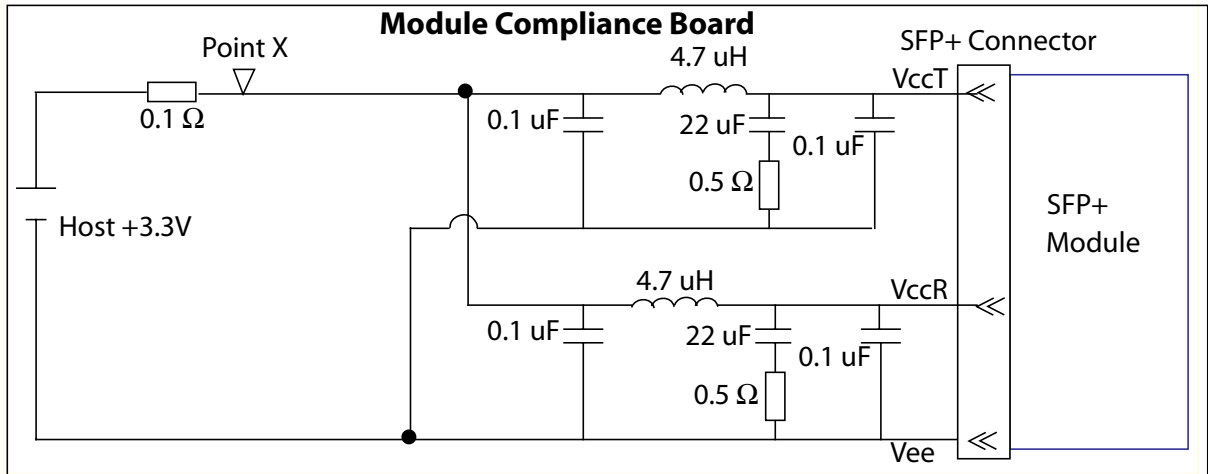 Module Compliance Board
Point X
SFP+ Connector
4.7 uH
VccT
0.1 Ω
0.1 uF
22 uF
0.1 uF
0.5 Ω
Host +3.3V
SFP+
Module
4.7 uH
VccR
0.1 uF
22 uF
0.1 uF
0.5 Ω
Vee